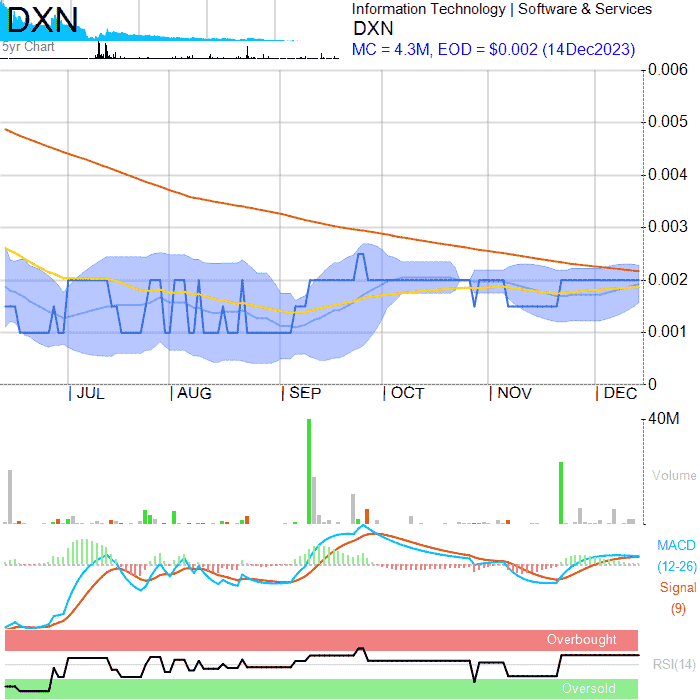 DXN
5yr Chart
Information Technology | Software & Services
DXN
MC = 4.3M, EOD = $0.002 (14Dec2023)
0.006
0.005
0.004
0.003
0.002
0.001
0
JUL AUG SEP OCT NOV DEC
40M
Volume
MACD
(12-26)
Signal
(9)
Overbought
RSI(14)
Oversold